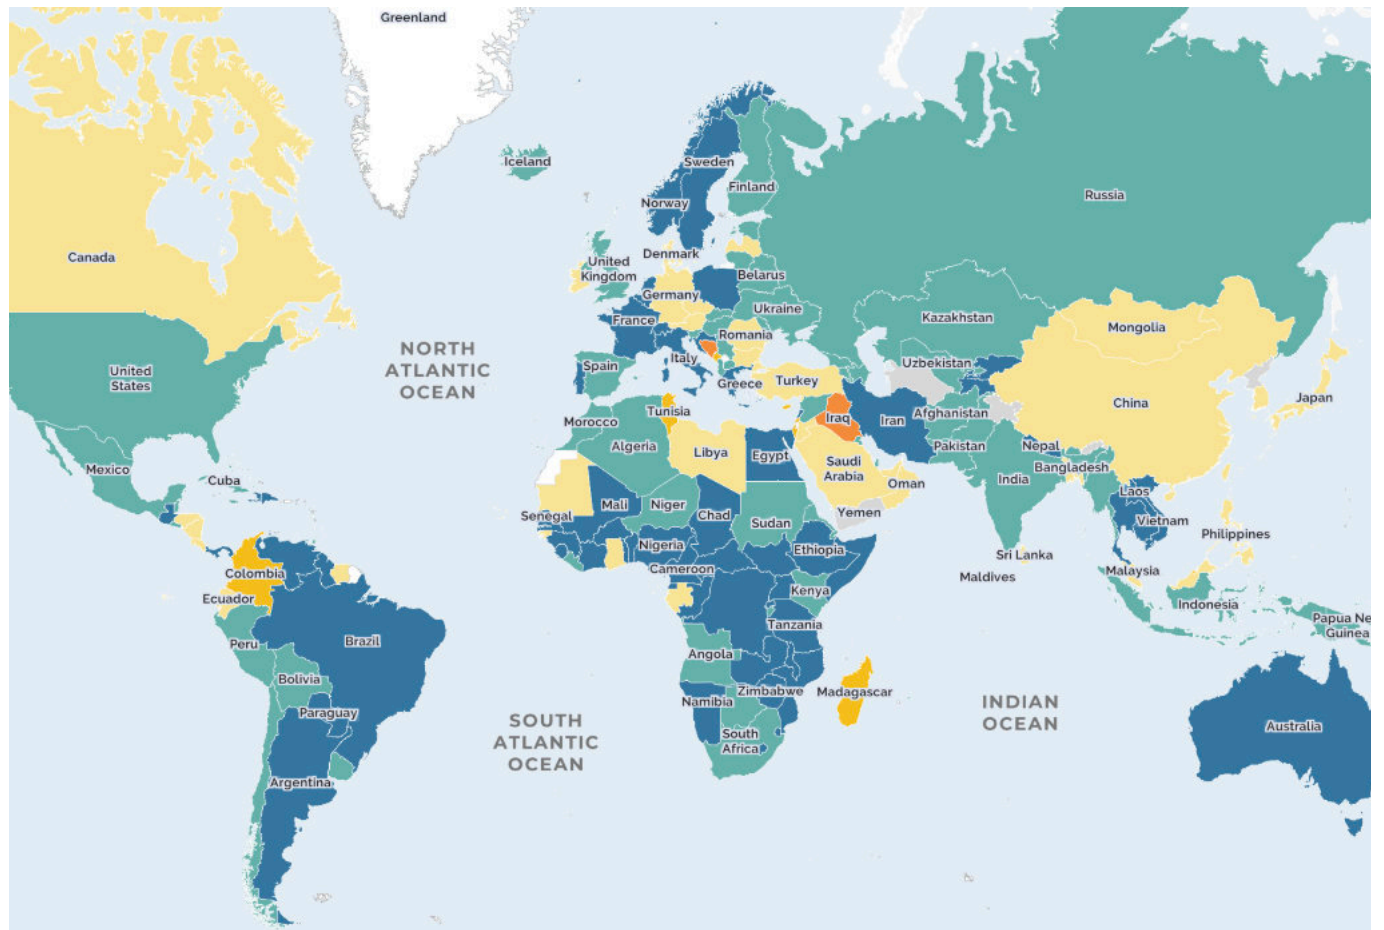 Greenland
Iceland
Sweden
Finland
Norway
Russia
Canada
Denmark
United
Kingdom
Belarus
Germany
Ukraine
France
Kazakhstan
Mongolia
Romania
NORTH
ATLANTIC
OCEAN
Italy
Uzbekistan
United
States
Spain
Greece
Turkey
China
Japan
Tunisia
Morocco
Iraq
Iran
Afghanistan
Algeria
Libya
Egypt
Pakistan
Nepal
Mexico
Cuba
Saudi
Arabia
Bangladesh
India
Oman
Laos
Mali
Niger
Senegal
Chad
Yemen
Sudan
Vietnam
Philippines
Nigeria
Ethiopia
Sri Lanka
Colombia
Cameroon
Maldives
Malaysia
Ecuador
Kenya
Indonesia
Papua Ne
Guinea
Tanzania
Peru
Brazil
Angola
Bolivia
Zimbabwe
Madagascar
Namibia
INDIAN
OCEAN
Paraguay
SOUTH
ATLANTIC
OCEAN
South
Africa
Australia
Argentina